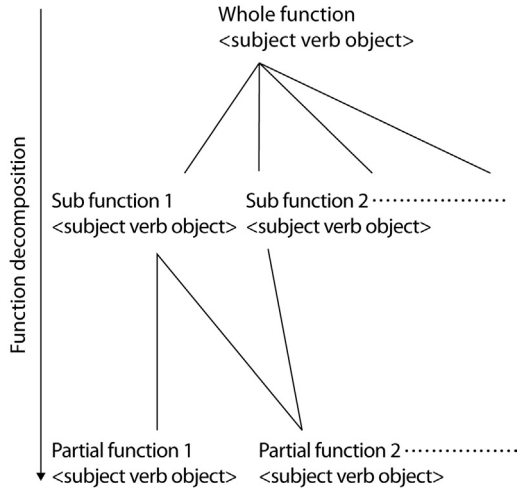 Whole function
<subject verb object>
Function decomposition
Sub function 1
<subject verb object>
Sub function 2
<subject verb object>
Partial function 1
<subject verb object>
Partial function 2
<subject verb object>